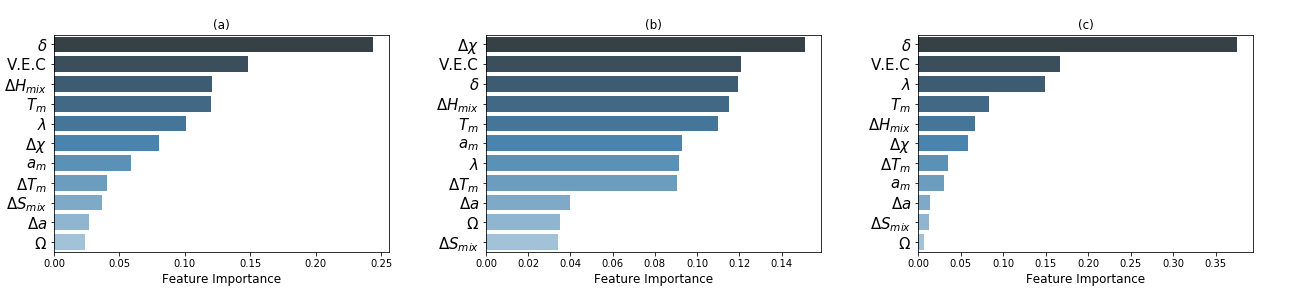 (a)
δ
V.E.C
ΔH_mix
T_m
λ
Δχ
a_m
ΔT_m
ΔS_mix
Δa
Ω
0.00 0.05 0.10 0.15 0.20 0.25
Feature Importance
(b)
Δχ
V.E.C
δ
ΔH_mix
T_m
a_m
λ
ΔT_m
Δa
Ω
ΔS_mix
0.00 0.02 0.04 0.06 0.08 0.10 0.12 0.14
Feature Importance
(c)
δ
V.E.C
λ
T_m
ΔH_mix
Δχ
ΔT_m
a_m
Δa
ΔS_mix
Ω
0.00 0.05 0.10 0.15 0.20 0.25 0.30 0.35
Feature Importance